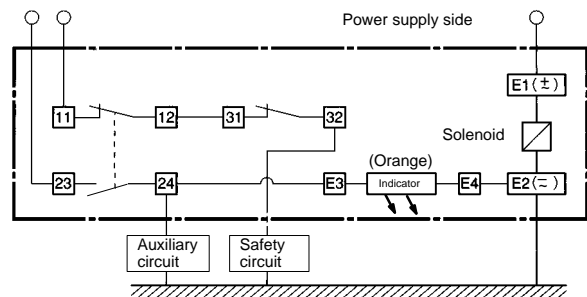 Power supply side
E1(±)
11
12
31
32
Solenoid
(Orange)
23
24
E3
Indicator
E4
E2(≂)
Auxiliary
circuit
Safety
circuit